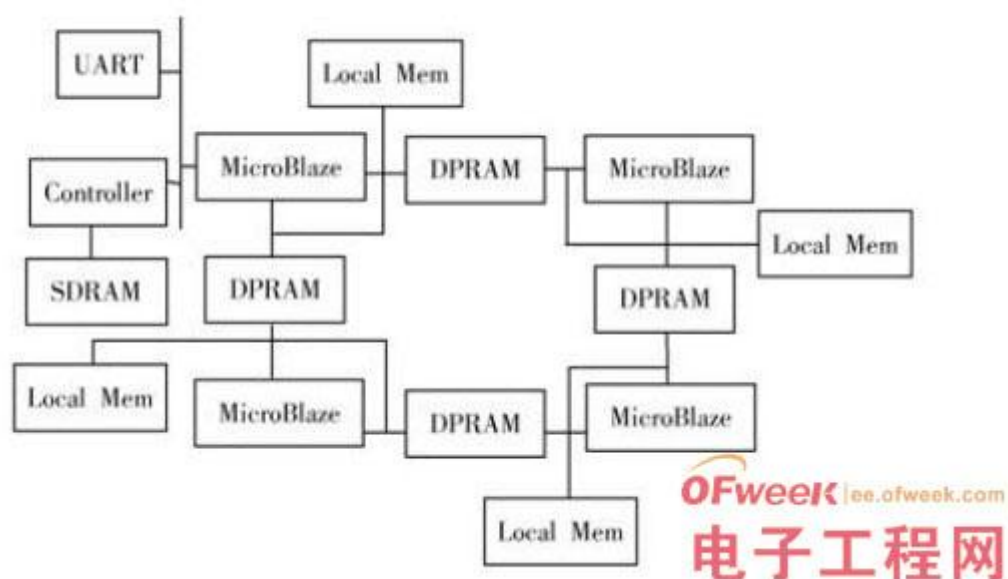 UART
Local Mem
MicroBlaze
DPRAM
MicroBlaze
Controller
Local Mem
SDRAM
DPRAM
DPRAM
Local Mem
MicroBlaze
DPRAM
MicroBlaze
Local Mem
OFweeK ee.ofweek.com
电子工程网